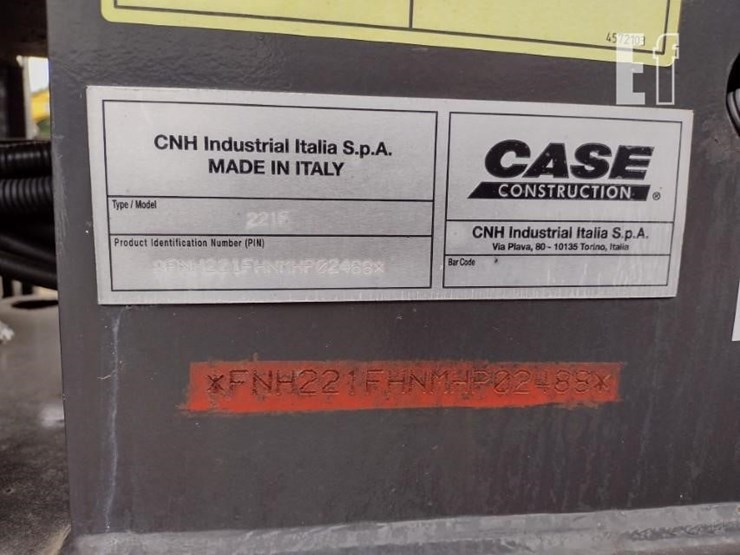 Ef
CNH Industrial Italia S.p.A.
MADE IN ITALY
Type / Model
221F
Product Identification Number (PIN)
CASE
CONSTRUCTION ®
CNH Industrial Italia S.p.A.
Via Plava, 80 - 10135 Torino, Italia
Bar Code